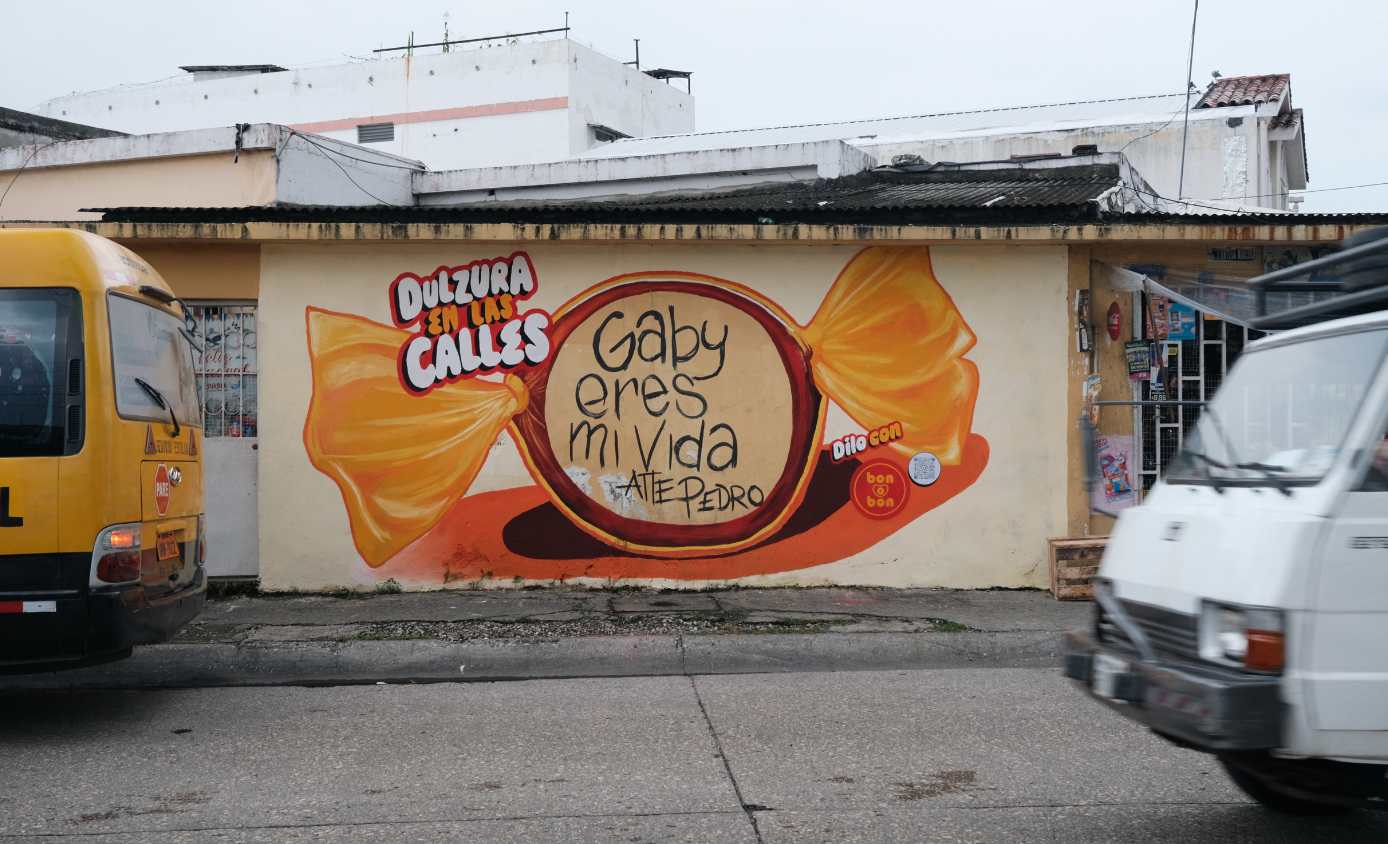 DULZURA
EN LAS
CALLES
Gaby
eres
mi vida
ATTE PEDRO
Dilo con
bon
o
bon
PARE